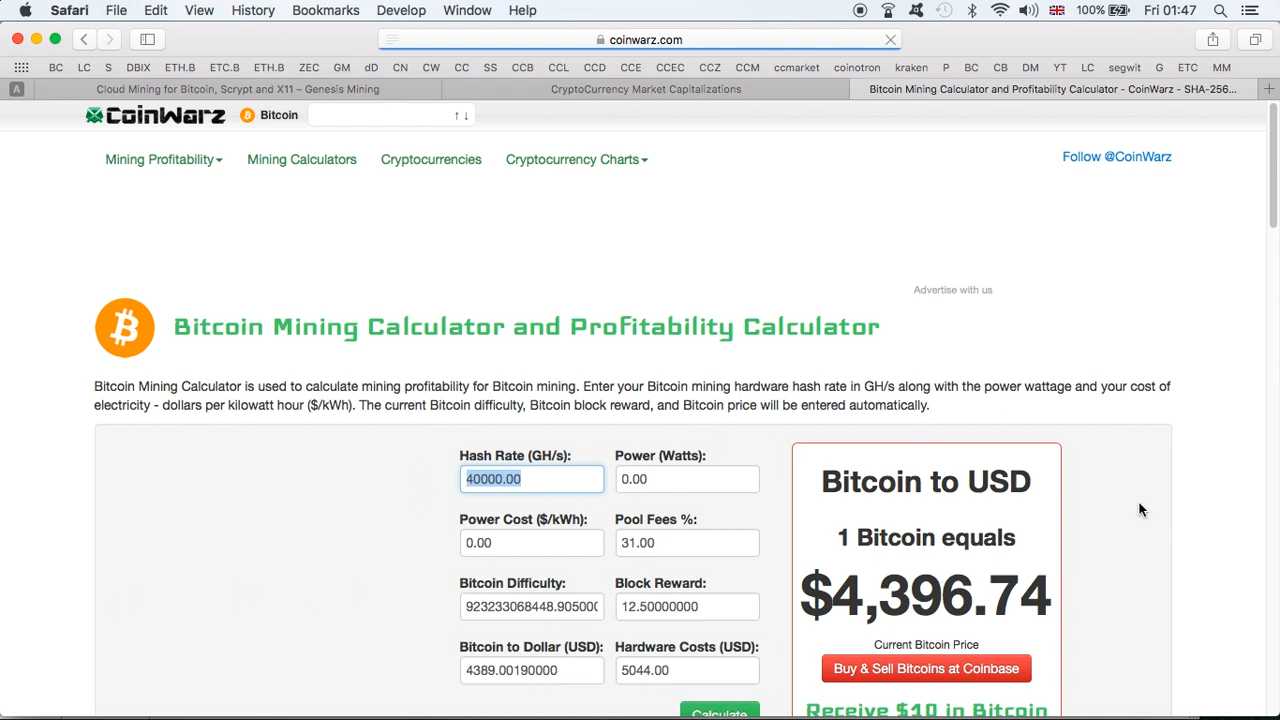 Safari File Edit View History Bookmarks Develop Window Help 100% Fri 01:47
coinwarz.com
BC LC S DBIX ETH.B ETC.B ETH.B ZEC GM dD CN CW CC SS CCB CCL CCD CCE CCEC CCZ CCM ccmarket coinotron kraken P BC CB DM YT LC segwit G ETC MM
A Cloud Mining for Bitcoin, Scrypt and X11 – Genesis Mining CryptoCurrency Market Capitalizations Bitcoin Mining Calculator and Profitability Calculator - CoinWarz - SHA-256...
CoinWarz Bitcoin ↑ ↓
Mining Profitability Mining Calculators Cryptocurrencies Cryptocurrency Charts Follow @CoinWarz
Advertise with us
Bitcoin Mining Calculator and Profitability Calculator
Bitcoin Mining Calculator is used to calculate mining profitability for Bitcoin mining. Enter your Bitcoin mining hardware hash rate in GH/s along with the power wattage and your cost of
electricity - dollars per kilowatt hour ($/kWh). The current Bitcoin difficulty, Bitcoin block reward, and Bitcoin price will be entered automatically.
Hash Rate (GH/s): Power (Watts):
40000.00 0.00
Power Cost ($/kWh): Pool Fees %:
0.00 31.00
Bitcoin Difficulty: Block Reward:
923233068448.90500( 12.50000000
Bitcoin to Dollar (USD): Hardware Costs (USD):
4389.00190000 5044.00
Calculate
Bitcoin to USD
1 Bitcoin equals
$4,396.74
Current Bitcoin Price
Buy & Sell Bitcoins at Coinbase
Receive $10 in Bitcoin